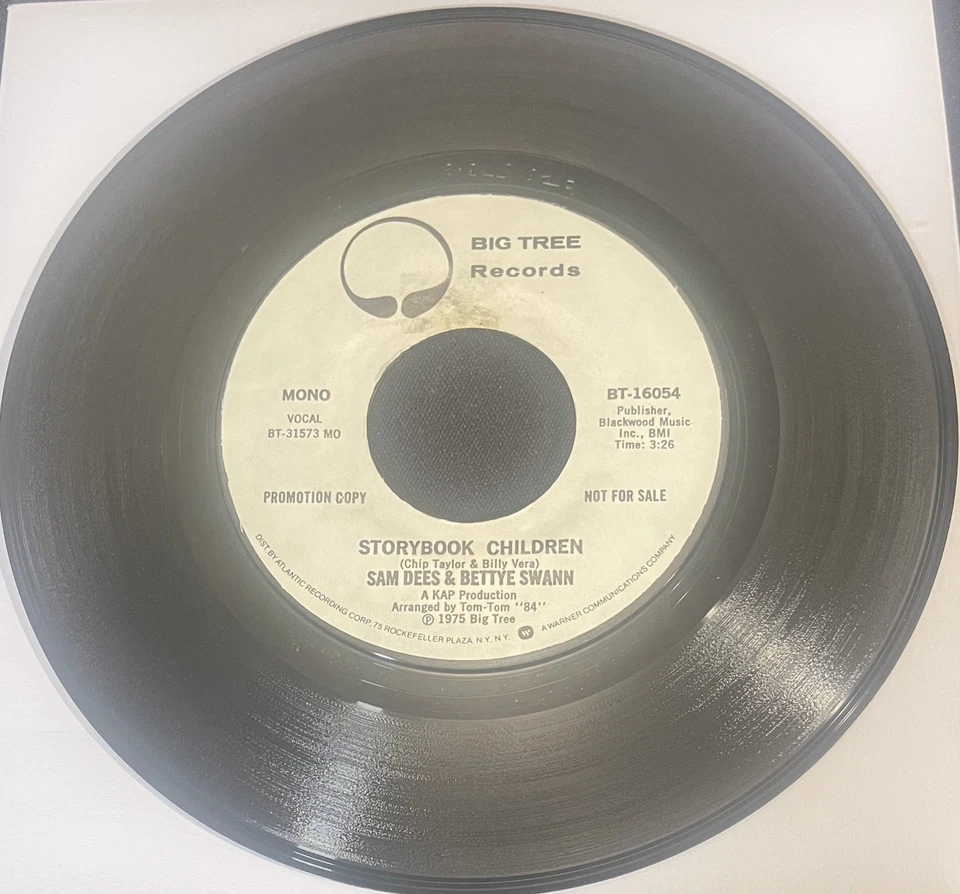 BIG TREE
Records
MONO
VOCAL
BT-31573 MO
BT-16054
Publisher,
Blackwood Music
Inc., BMI
Time: 3:26
PROMOTION COPY
NOT FOR SALE
STORYBOOK CHILDREN
(Chip Taylor & Billy Vera)
SAM DEES & BETTYE SWANN
A KAP Production
Arranged by Tom-Tom "84"
Ⓟ 1975 Big Tree
DIST BY ATLANTIC RECORDING CORP. 75 ROCKEFELLER PLAZA, N.Y., N.Y. W A WARNER COMMUNICATIONS COMPANY